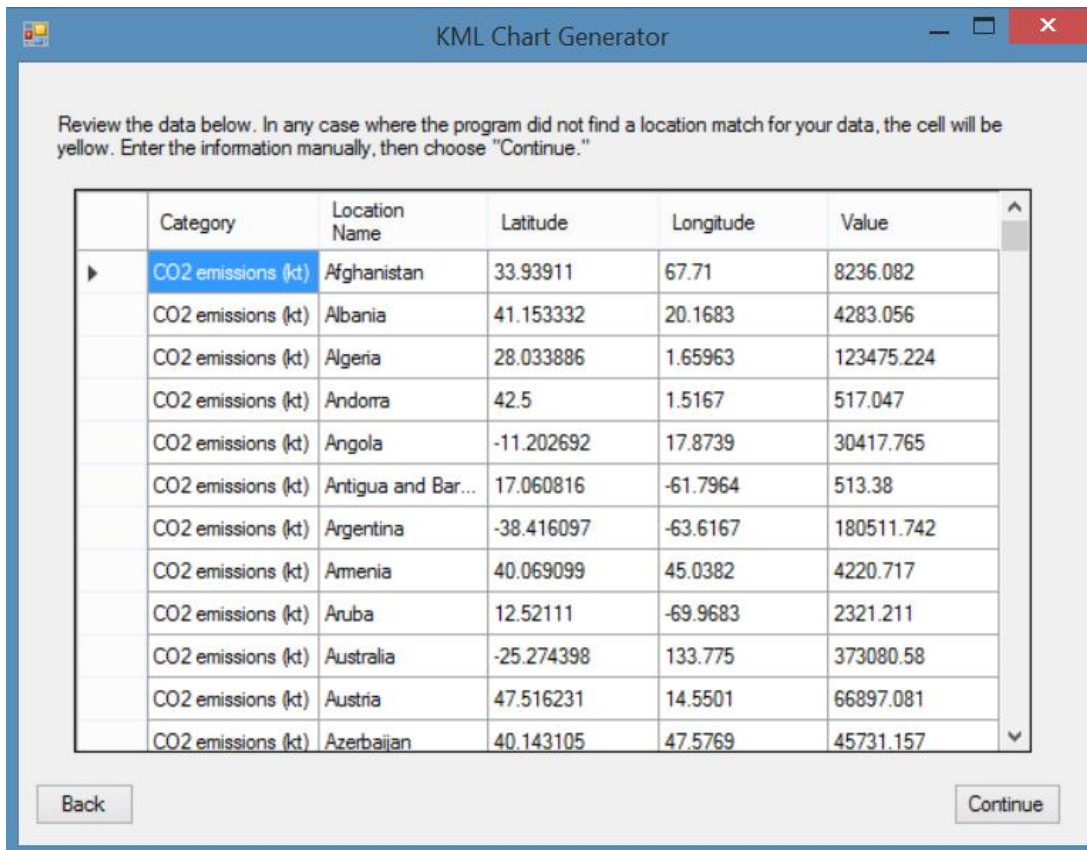 KML Chart Generator
Review the data below. In any case where the program did not find a location match for your data, the cell will be
yellow. Enter the information manually, then choose "Continue."
Category Location Name Latitude Longitude Value
CO2 emissions (kt) Afghanistan 33.93911 67.71 8236.082
CO2 emissions (kt) Albania 41.153332 20.1683 4283.056
CO2 emissions (kt) Algeria 28.033886 1.65963 123475.224
CO2 emissions (kt) Andorra 42.5 1.5167 517.047
CO2 emissions (kt) Angola -11.202692 17.8739 30417.765
CO2 emissions (kt) Antigua and Bar... 17.060816 -61.7964 513.38
CO2 emissions (kt) Argentina -38.416097 -63.6167 180511.742
CO2 emissions (kt) Armenia 40.069099 45.0382 4220.717
CO2 emissions (kt) Aruba 12.52111 -69.9683 2321.211
CO2 emissions (kt) Australia -25.274398 133.775 373080.58
CO2 emissions (kt) Austria 47.516231 14.5501 66897.081
CO2 emissions (kt) Azerbaijan 40.143105 47.5769 45731.157
Back Continue